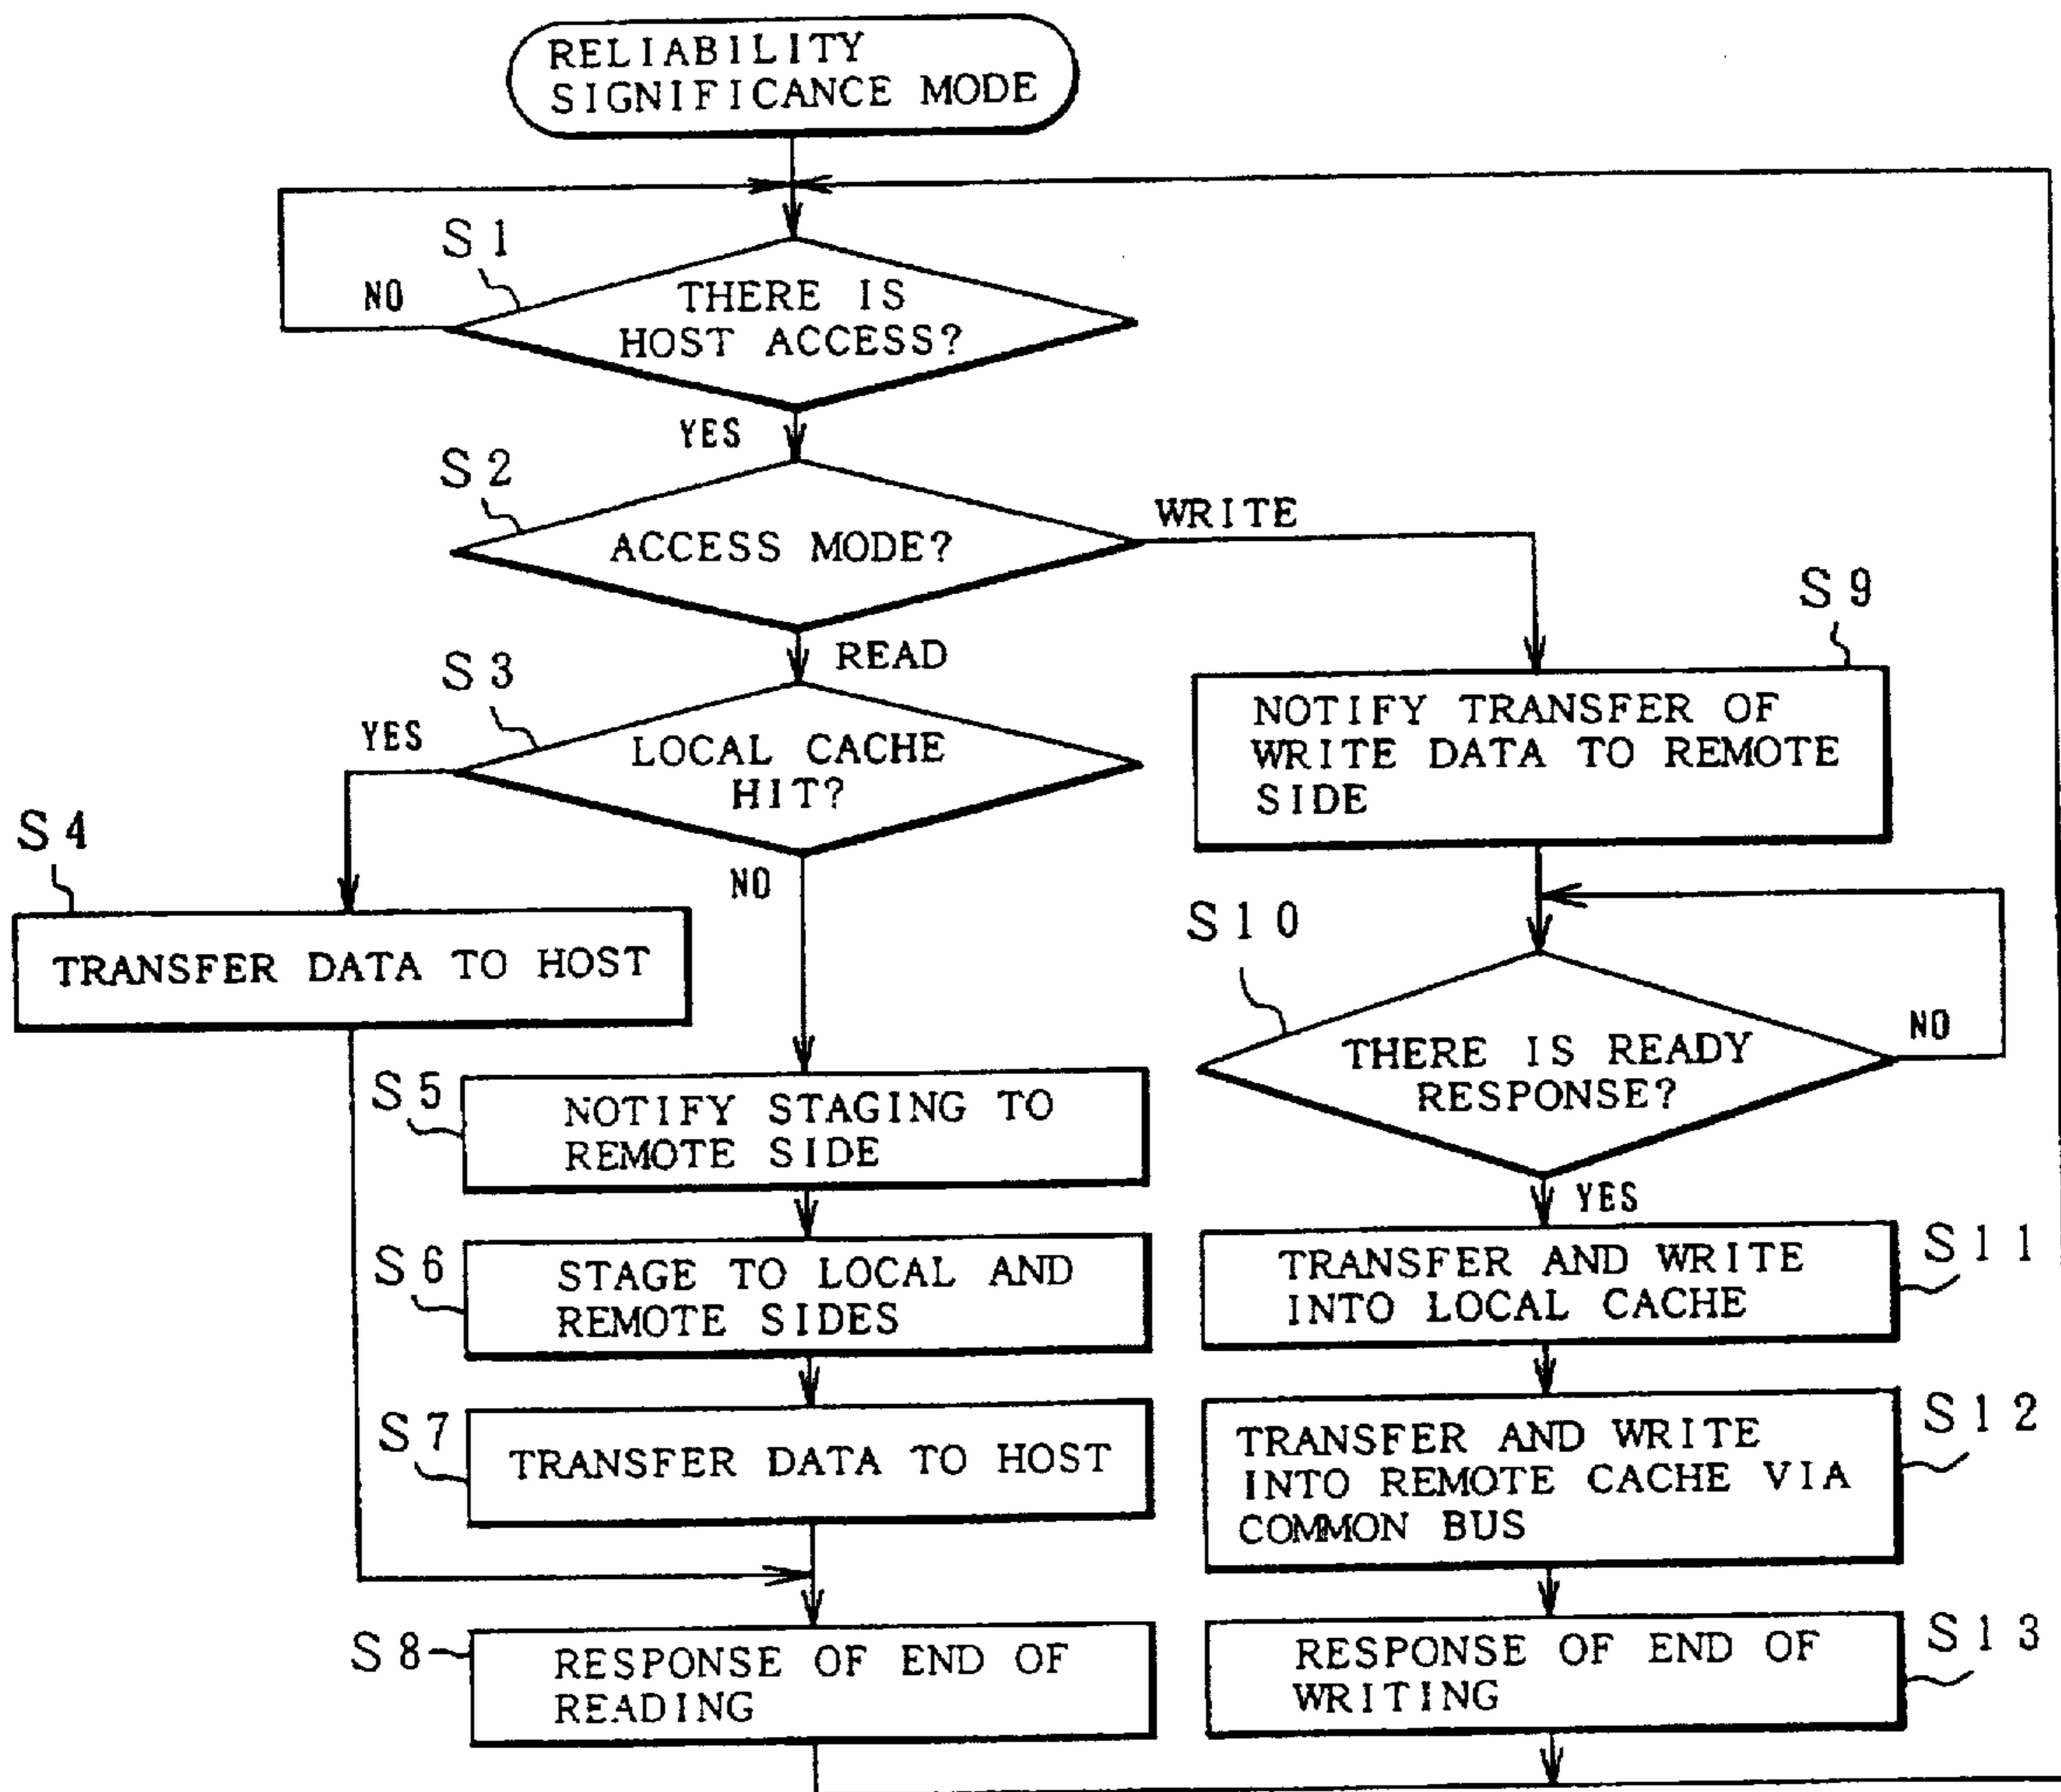 RELIABILITY
SIGNIFICANCE MODE
S1
NO
THERE IS
HOST ACCESS?
YES
S2
ACCESS MODE?
WRITE
READ
S3
YES
LOCAL CACHE
HIT?
NO
S4
TRANSFER DATA TO HOST
S5
NOTIFY STAGING TO
REMOTE SIDE
S6
STAGE TO LOCAL AND
REMOTE SIDES
S7
TRANSFER DATA TO HOST
S8
RESPONSE OF END OF
READING
S9
NOTIFY TRANSFER OF
WRITE DATA TO REMOTE
SIDE
S10
THERE IS READY
RESPONSE?
NO
YES
S11
TRANSFER AND WRITE
INTO LOCAL CACHE
S12
TRANSFER AND WRITE
INTO REMOTE CACHE VIA
COMMON BUS
S13
RESPONSE OF END OF
WRITING